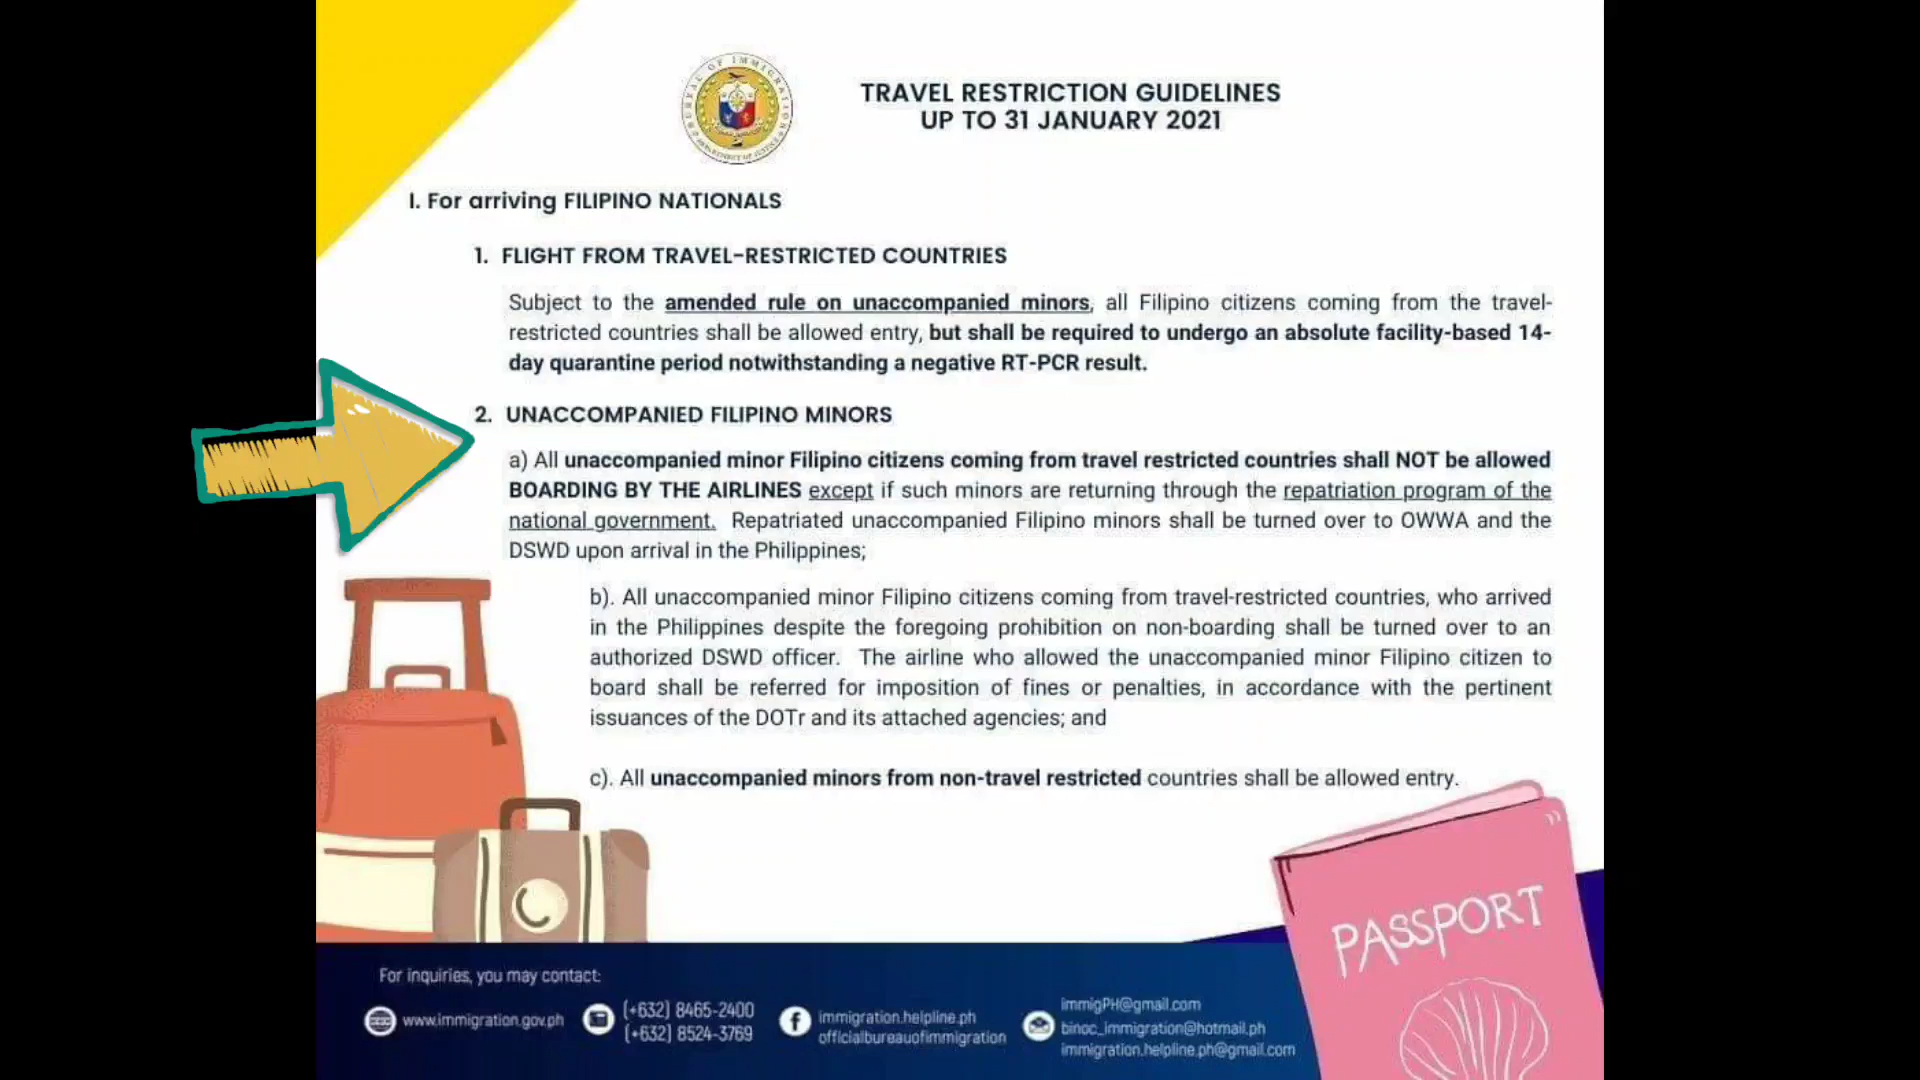 BUREAU OF IMMIGRATION
DEPARTMENT OF JUSTICE
TRAVEL RESTRICTION GUIDELINES
UP TO 31 JANUARY 2021
I. For arriving FILIPINO NATIONALS
1. FLIGHT FROM TRAVEL-RESTRICTED COUNTRIES
Subject to the amended rule on unaccompanied minors, all Filipino citizens coming from the travel-
restricted countries shall be allowed entry, but shall be required to undergo an absolute facility-based 14-
day quarantine period notwithstanding a negative RT-PCR result.
2. UNACCOMPANIED FILIPINO MINORS
a) All unaccompanied minor Filipino citizens coming from travel restricted countries shall NOT be allowed
BOARDING BY THE AIRLINES except if such minors are returning through the repatriation program of the
national government. Repatriated unaccompanied Filipino minors shall be turned over to OWWA and the
DSWD upon arrival in the Philippines;
b). All unaccompanied minor Filipino citizens coming from travel-restricted countries, who arrived
in the Philippines despite the foregoing prohibition on non-boarding shall be turned over to an
authorized DSWD officer. The airline who allowed the unaccompanied minor Filipino citizen to
board shall be referred for imposition of fines or penalties, in accordance with the pertinent
issuances of the DOTr and its attached agencies; and
c). All unaccompanied minors from non-travel restricted countries shall be allowed entry.
PASSPORT
For inquiries, you may contact:
www.immigration.gov.ph
(+632) 8465-2400
(+632) 8524-3769
immigration.helpline.ph
officialbureauofimmigration
immigPH@gmail.com
binoc_immigration@hotmail.ph
immigration.helpline.ph@gmail.com